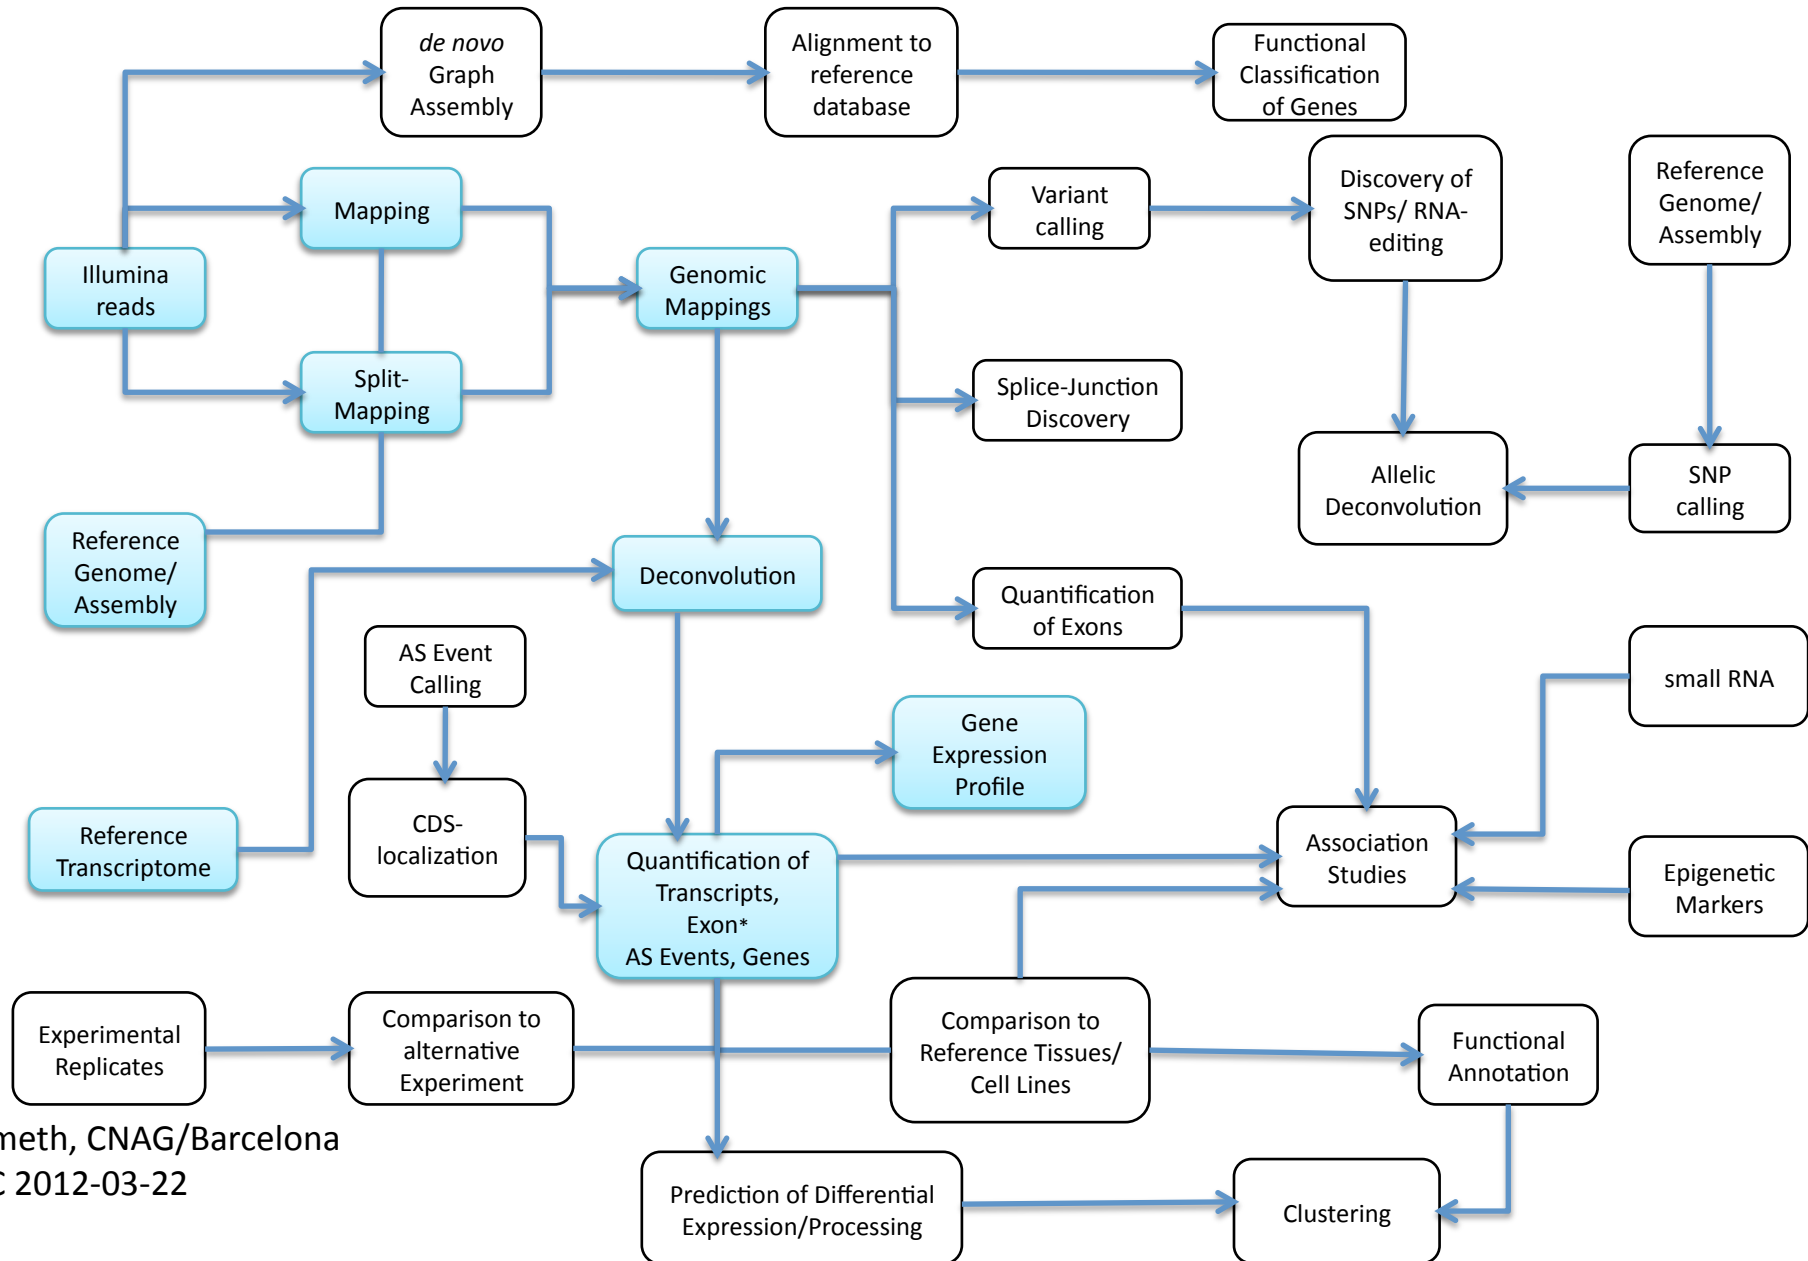 de novo
Graph
Assembly
Alignment to
reference
database
Functional
Classification
of Genes
Mapping
Variant
calling
Discovery of
SNPs/ RNA-
editing
Reference
Genome/
Assembly
Illumina
reads
Genomic
Mappings
Split-
Mapping
Splice-Junction
Discovery
Allelic
Deconvolution
SNP
calling
Reference
Genome/
Assembly
Deconvolution
Quantification
of Exons
AS Event
Calling
small RNA
Gene
Expression
Profile
Reference
Transcriptome
CDS-
localization
Quantification of
Transcripts,
Exon*
AS Events, Genes
Association
Studies
Epigenetic
Markers
Experimental
Replicates
Comparison to
alternative
Experiment
Comparison to
Reference Tissues/
Cell Lines
Functional
Annotation
meth, CNAG/Barcelona
2012-03-22
Prediction of Differential
Expression/Processing
Clustering